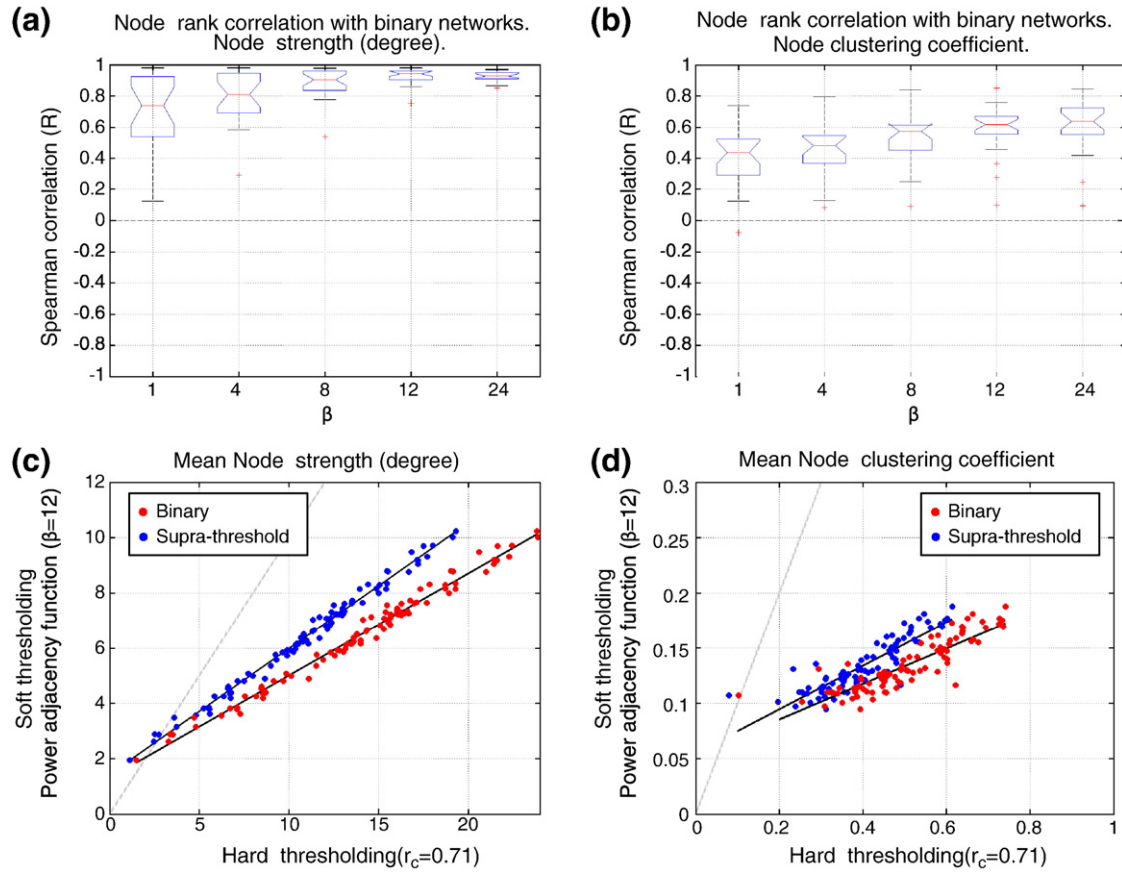 (a)
Node rank correlation with binary networks.
Node strength (degree).
Spearman correlation (R)
1
0.8
0.6
0.4
0.2
0
-0.2
-0.4
-0.6
-0.8
-1
1 4 8 12 24
β
(b)
Node rank correlation with binary networks.
Node clustering coefficient.
Spearman correlation (R)
1
0.8
0.6
0.4
0.2
0
-0.2
-0.4
-0.6
-0.8
-1
1 4 8 12 24
β
(c)
Mean Node strength (degree)
Soft thresholding
Power adjacency function (β=12)
12
10
8
6
4
2
0
Binary
Supra-threshold
0 5 10 15 20
Hard thresholding(rc=0.71)
(d)
Mean Node clustering coefficient
Soft thresholding
Power adjacency function (β=12)
0.3
0.25
0.2
0.15
0.1
0.05
0
Binary
Supra-threshold
0 0.2 0.4 0.6 0.8 1
Hard thresholding(rc=0.71)